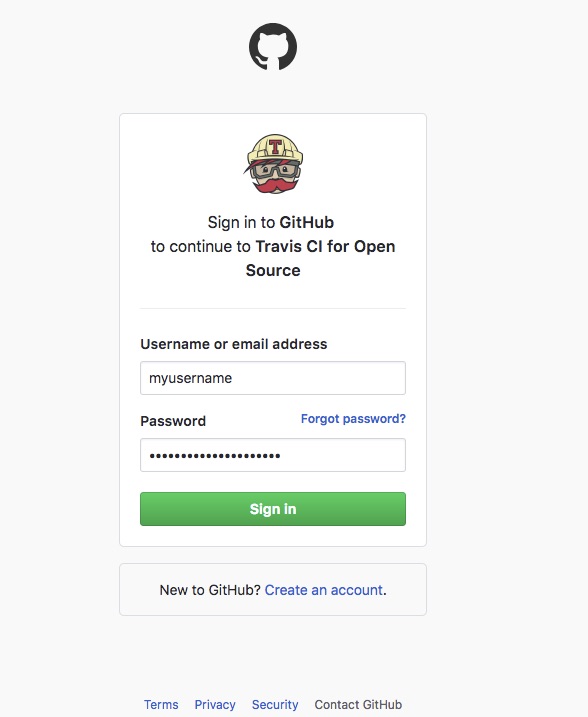 T
Sign in to GitHub
to continue to Travis CI for Open
Source
Username or email address
myusername
Password Forgot password?
•••••••••••••••••••••
Sign in
New to GitHub? Create an account.
Terms Privacy Security Contact GitHub